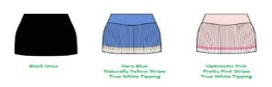 Black Onyx
Hero Blue
Naturally Yellow Stripe
True White Tipping
Optimistic Pink
Pretty Pink Stripe
True White Tipping